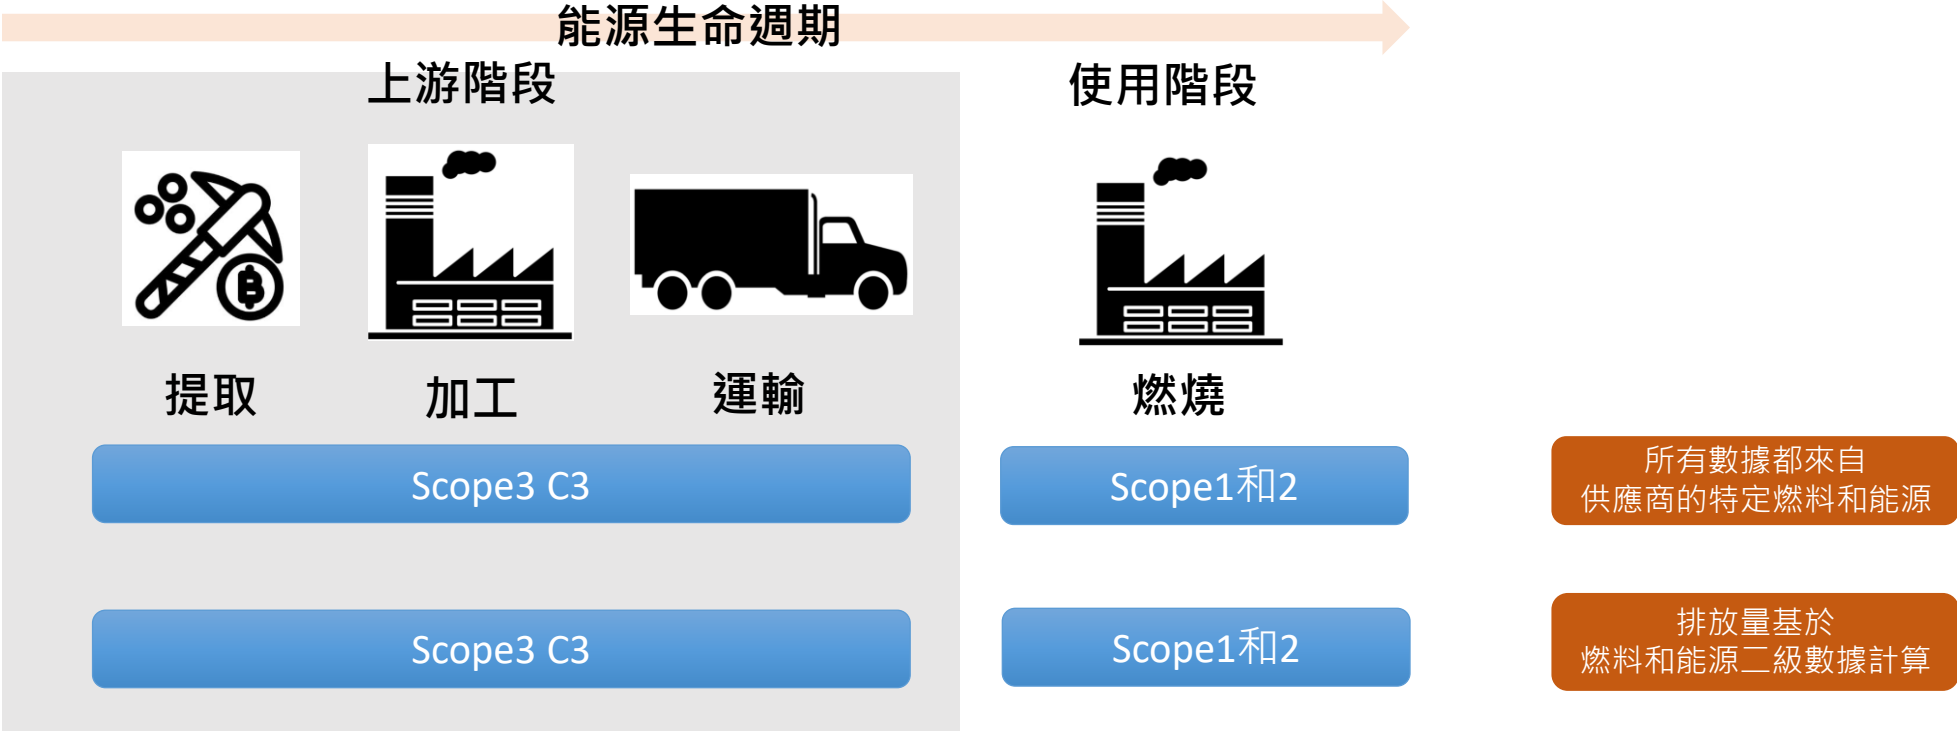 能源生命週期
上游階段
使用階段
提取
加工
運輸
燃燒
Scope3 C3
Scope1和2
所有數據都來自
供應商的特定燃料和能源
Scope3 C3
Scope1和2
排放量基於
燃料和能源二級數據計算